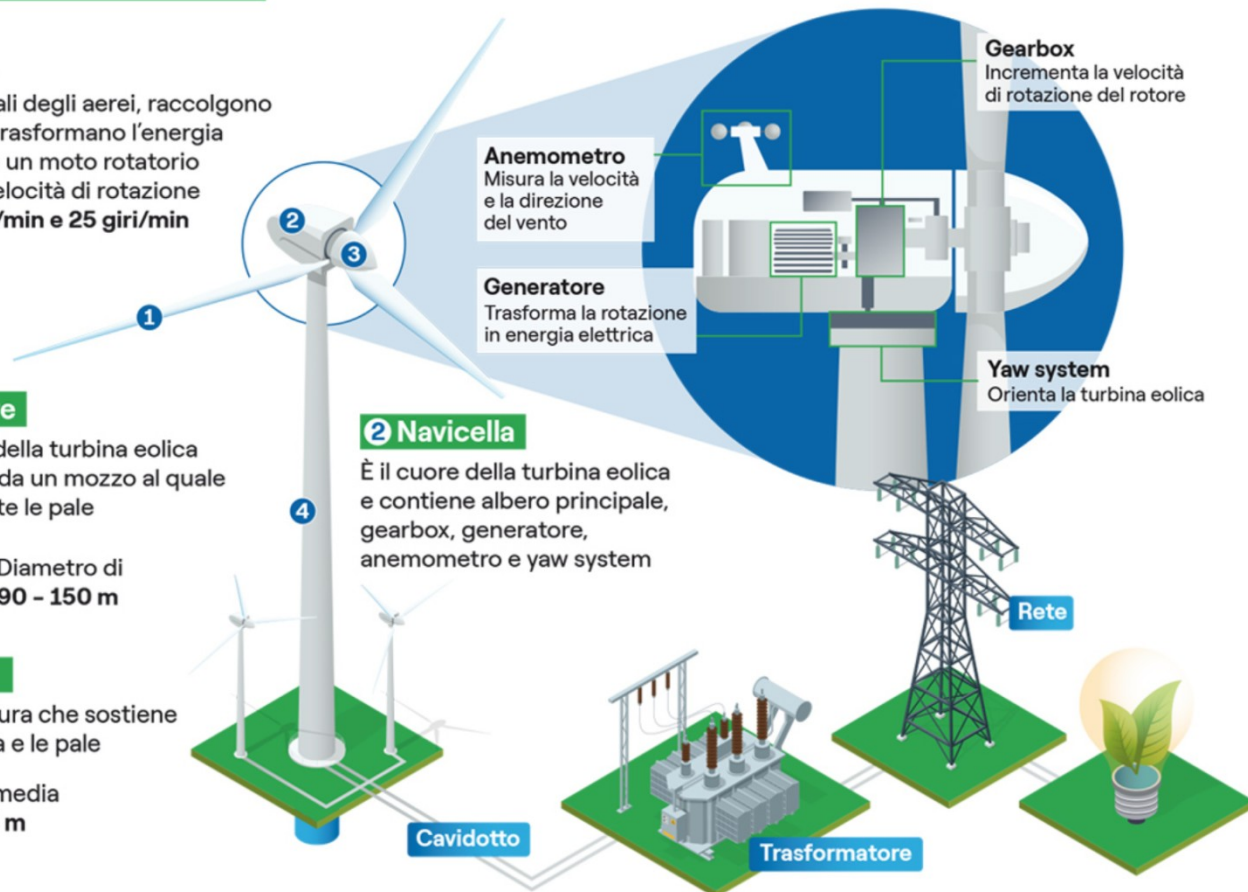 ali degli aerei, raccolgono
trasformano l'energia
un moto rotatorio
elocità di rotazione
/min e 25 giri/min
1
2
3
4
Anemometro
Misura la velocità
e la direzione
del vento
Generatore
Trasforma la rotazione
in energia elettrica
Gearbox
Incrementa la velocità
di rotazione del rotore
Yaw system
Orienta la turbina eolica
e
della turbina eolica
da un mozzo al quale
te le pale
Diametro di
90 - 150 m
2 Navicella
È il cuore della turbina eolica
e contiene albero principale,
gearbox, generatore,
anemometro e yaw system
ura che sostiene
a e le pale
media
m
Cavidotto
Trasformatore
Rete